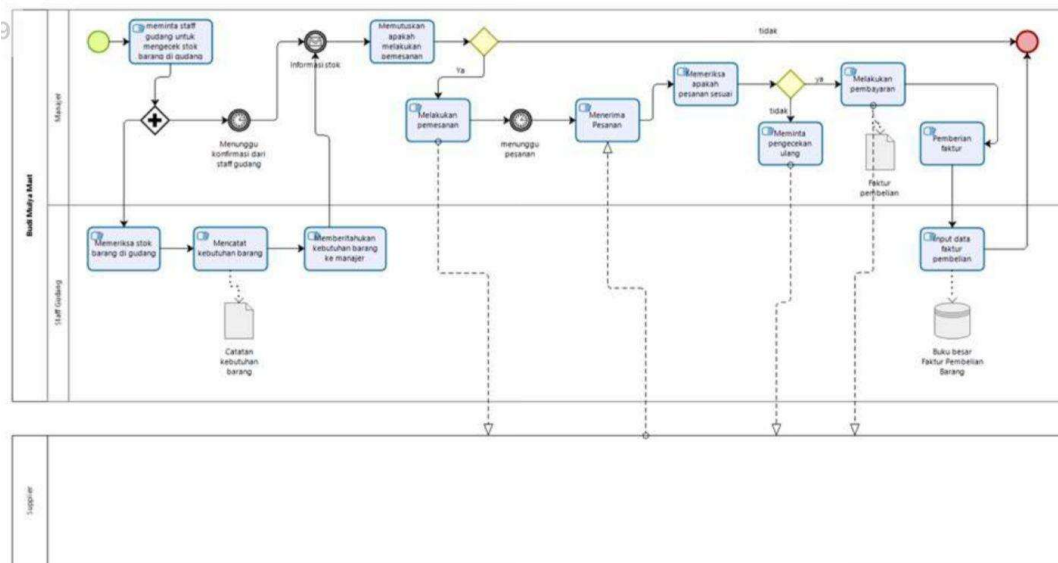 Budi Mulya Mart
Manajer
meminta staff
gudang untuk
mengecek stok
barang di gudang
Menunggu
konfirmasi dari
staff gudang
Informasi stok
Memutuskan
apakah
melakukan
pemesanan
tidak
Ya
Melakukan
pemesanan
menunggu
pesanan
Menerima
Pesanan
Memeriksa
apakah
pesanan sesuai
ya
tidak
Meminta
pengecekan
ulang
Melakukan
pembayaran
Faktur
pembelian
Pemberian
faktur
Staff Gudang
Memeriksa stok
barang di gudang
Mencatat
kebutuhan barang
Catatan
kebutuhan
barang
Memberitahukan
kebutuhan barang
ke manajer
Input data
faktur
pembelian
Buku besar
Faktur Pembelian
Barang
Supplier